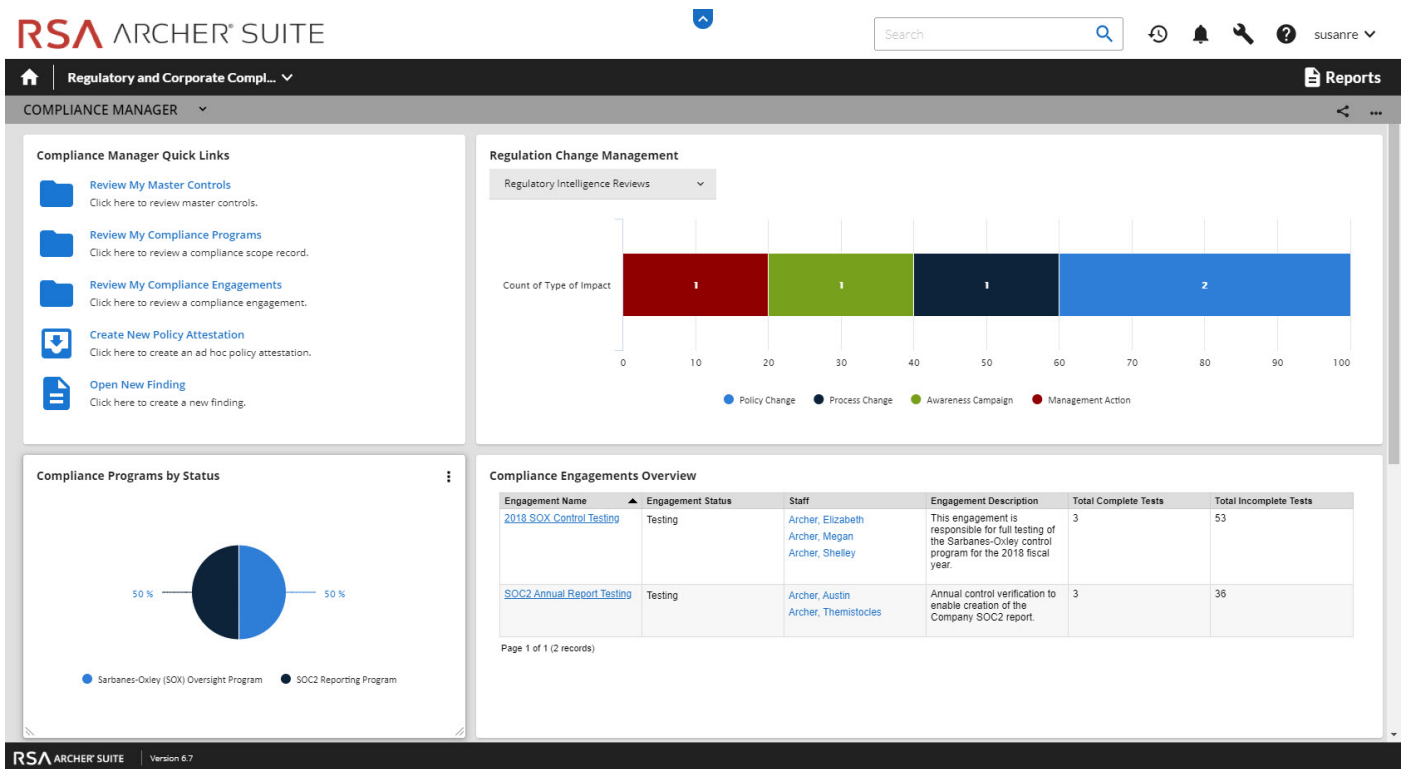 RSA ARCHER® SUITE
Search
susanre
Regulatory and Corporate Compl...
Reports
COMPLIANCE MANAGER
Compliance Manager Quick Links
Review My Master Controls
Click here to review master controls.
Review My Compliance Programs
Click here to review a compliance scope record.
Review My Compliance Engagements
Click here to review a compliance engagement.
Create New Policy Attestation
Click here to create an ad hoc policy attestation.
Open New Finding
Click here to create a new finding.
Regulation Change Management
Regulatory Intelligence Reviews
Count of Type of Impact
1 1 1 2
0 10 20 30 40 50 60 70 80 90 100
Policy Change Process Change Awareness Campaign Management Action
Compliance Programs by Status
50 % 50 %
Sarbanes-Oxley (SOX) Oversight Program SOC2 Reporting Program
Compliance Engagements Overview
Engagement Name Engagement Status Staff Engagement Description Total Complete Tests Total Incomplete Tests
2018 SOX Control Testing Testing Archer, Elizabeth This engagement is 3 53
responsible for full testing of
Archer, Megan the Sarbanes-Oxley control
Archer, Shelley program for the 2018 fiscal
year.
SOC2 Annual Report Testing Testing Archer, Austin Annual control verification to 3 36
Archer, Themistocles enable creation of the
Company SOC2 report.
Page 1 of 1 (2 records)
RSA ARCHER® SUITE Version 6.7